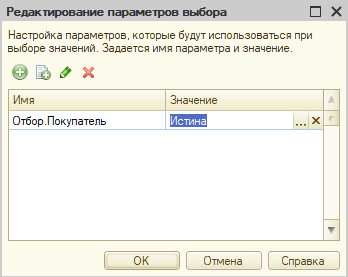 Редактирование параметров выбора
Настройка параметров, которые будут использоваться при
выборе значений. Задается имя параметра и значение.
Имя Значение
Отбор.Покупатель Истина ...
OK Отмена Справка